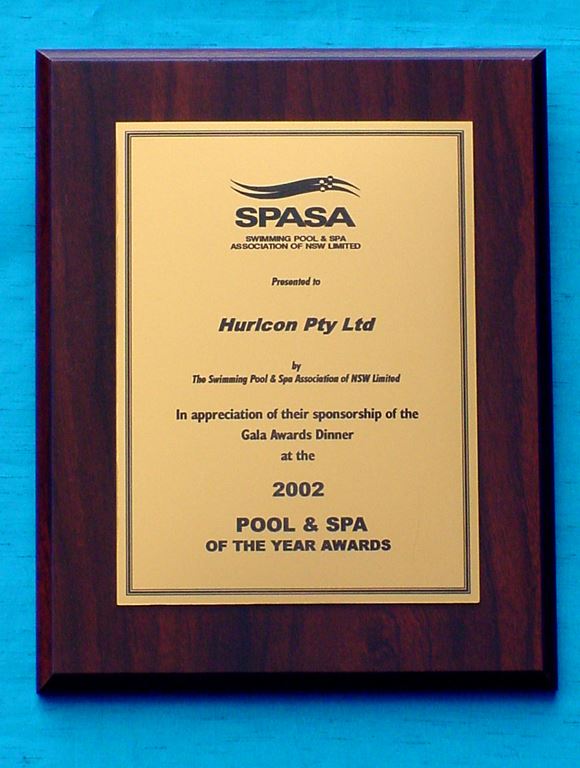 SPASA
SWIMMING POOL & SPA
ASSOCIATION OF NSW LIMITED
Presented to
Hurlcon Pty Ltd
by
The Swimming Pool & Spa Association of NSW Limited
In appreciation of their sponsorship of the
Gala Awards Dinner
at the
2002
POOL & SPA
OF THE YEAR AWARDS